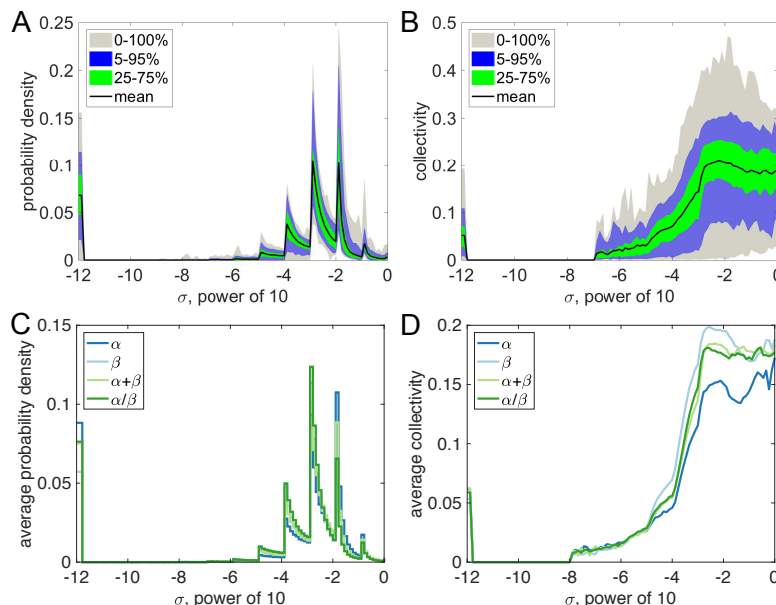 A
0.25
0.2
0.15
0.1
0.05
0
probability density
0-100%
5-95%
25-75%
mean
-12 -10 -8 -6 -4 -2 0
σ, power of 10
B
0.5
0.4
0.3
0.2
0.1
0
collectivity
0-100%
5-95%
25-75%
mean
-12 -10 -8 -6 -4 -2 0
σ, power of 10
C
0.15
0.1
0.05
0
average probability density
α
β
α+β
α/β
-12 -10 -8 -6 -4 -2 0
σ, power of 10
D
0.2
0.15
0.1
0.05
0
average collectivity
α
β
α+β
α/β
-12 -10 -8 -6 -4 -2 0
σ, power of 10